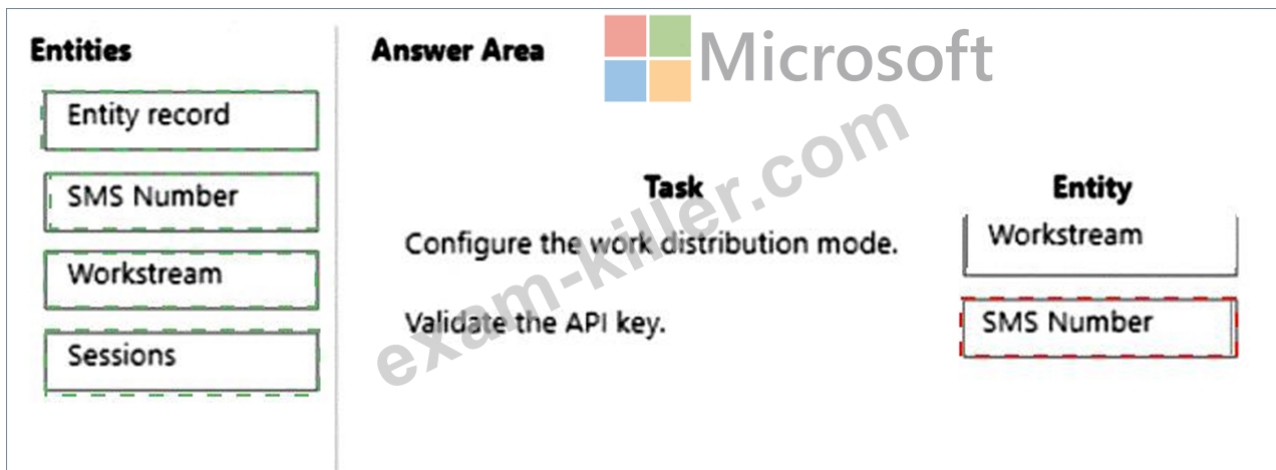 Entities
Entity record
SMS Number
Workstream
Sessions
Answer Area
Microsoft
Task
Entity
Configure the work distribution mode.
Workstream
Validate the API key.
SMS Number
exam-killer.com